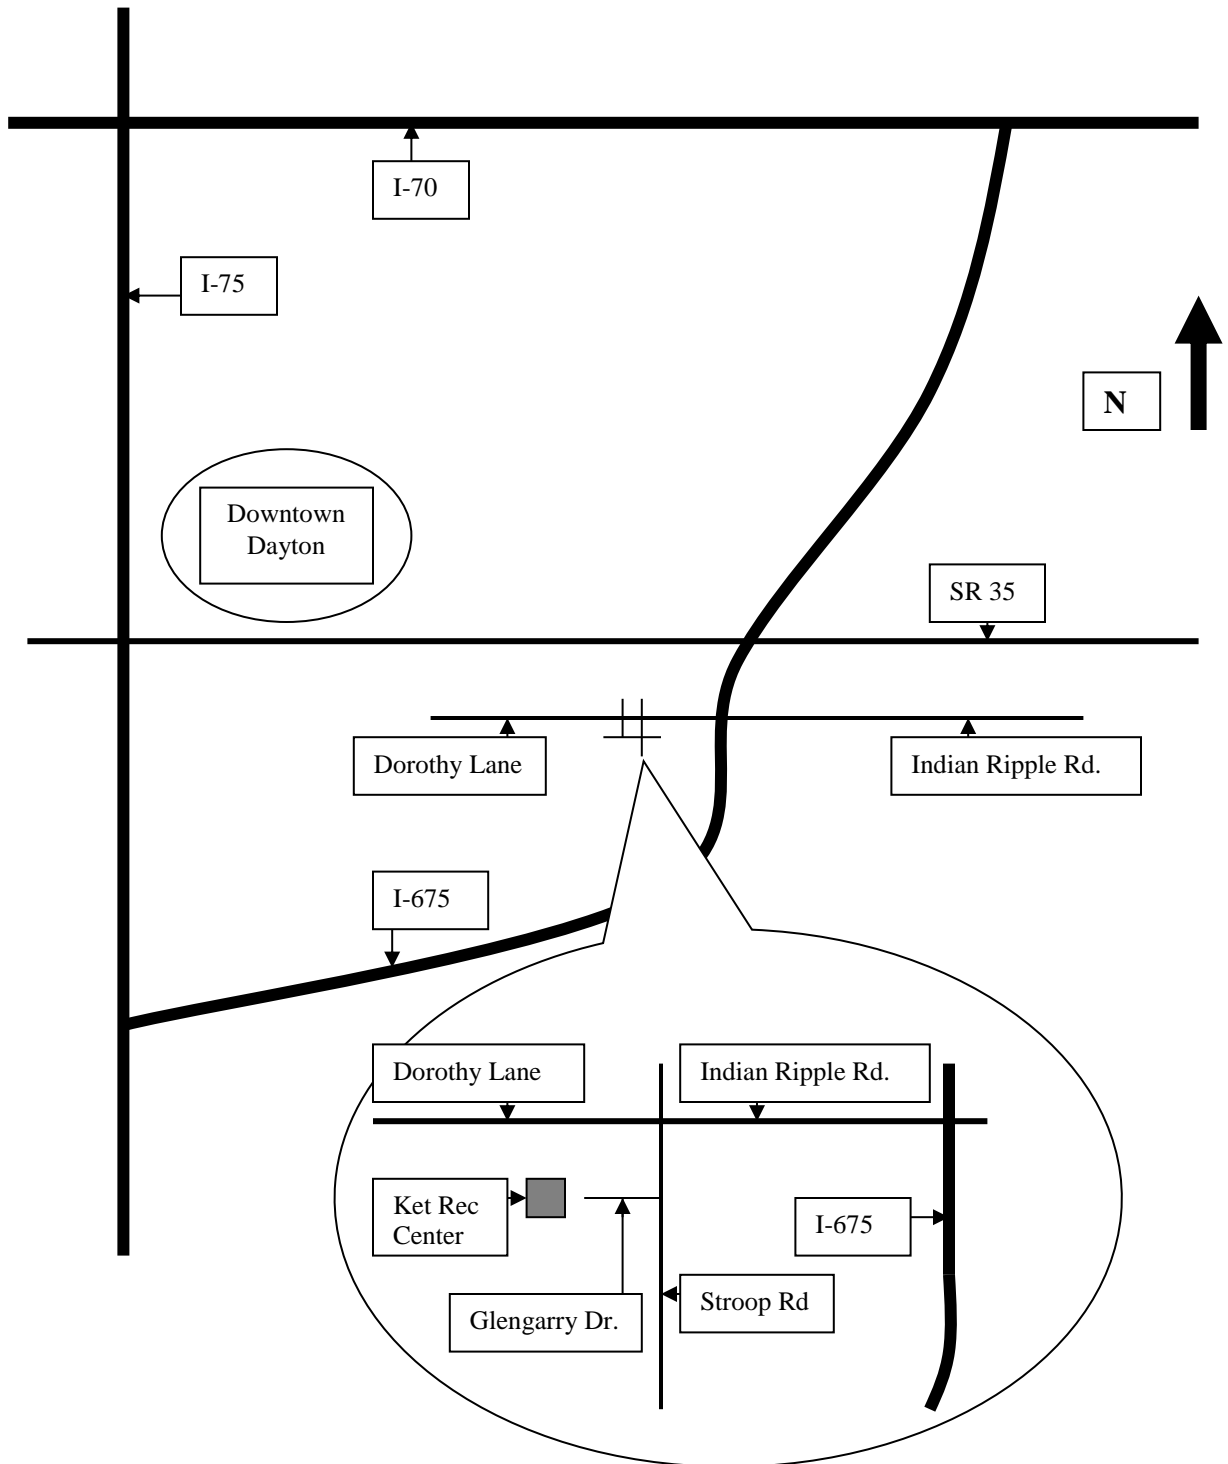 I-70
I-75
N
Downtown
Dayton
SR 35
Dorothy Lane
Indian Ripple Rd.
I-675
Dorothy Lane
Indian Ripple Rd.
Ket Rec
Center
I-675
Stroop Rd
Glengarry Dr.